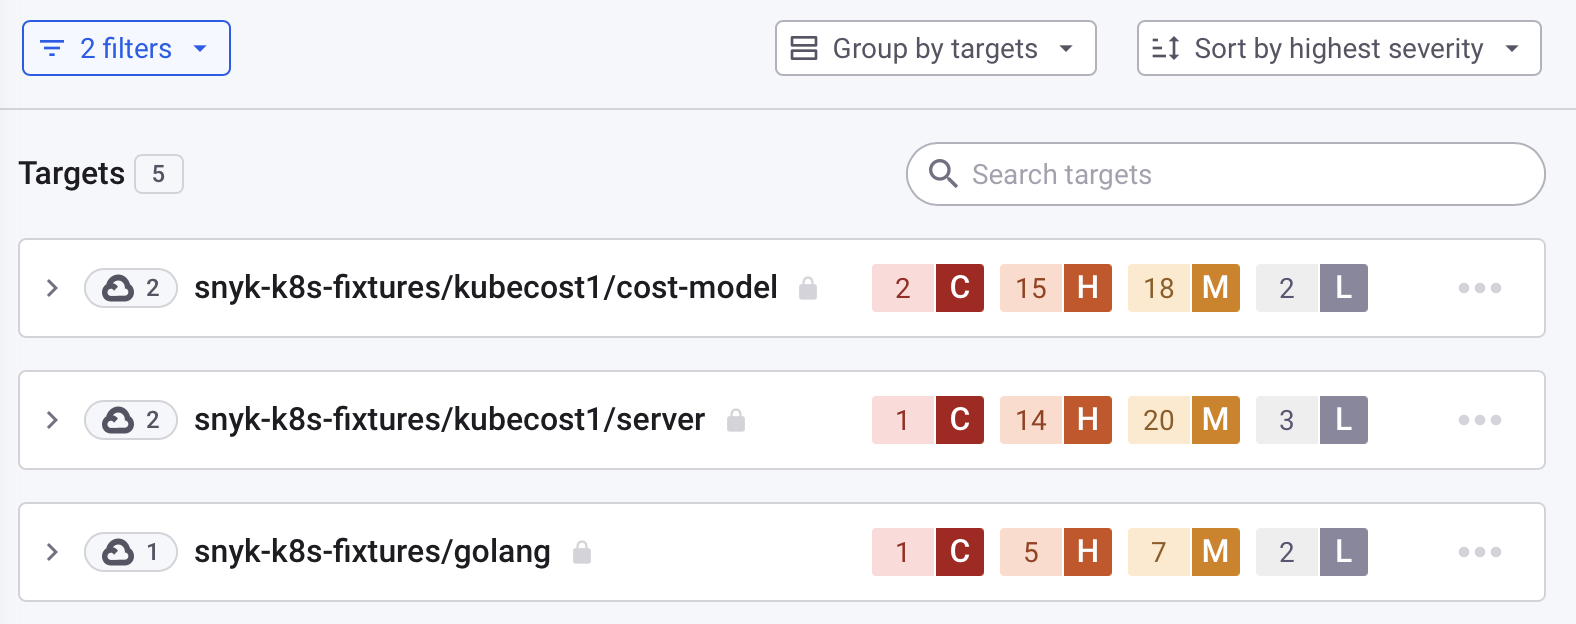 2 filters
Group by targets
Sort by highest severity
Targets 5
Search targets
2 snyk-k8s-fixtures/kubecost1/cost-model 2 C 15 H 18 M 2 L
2 snyk-k8s-fixtures/kubecost1/server 1 C 14 H 20 M 3 L
1 snyk-k8s-fixtures/golang 1 C 5 H 7 M 2 L